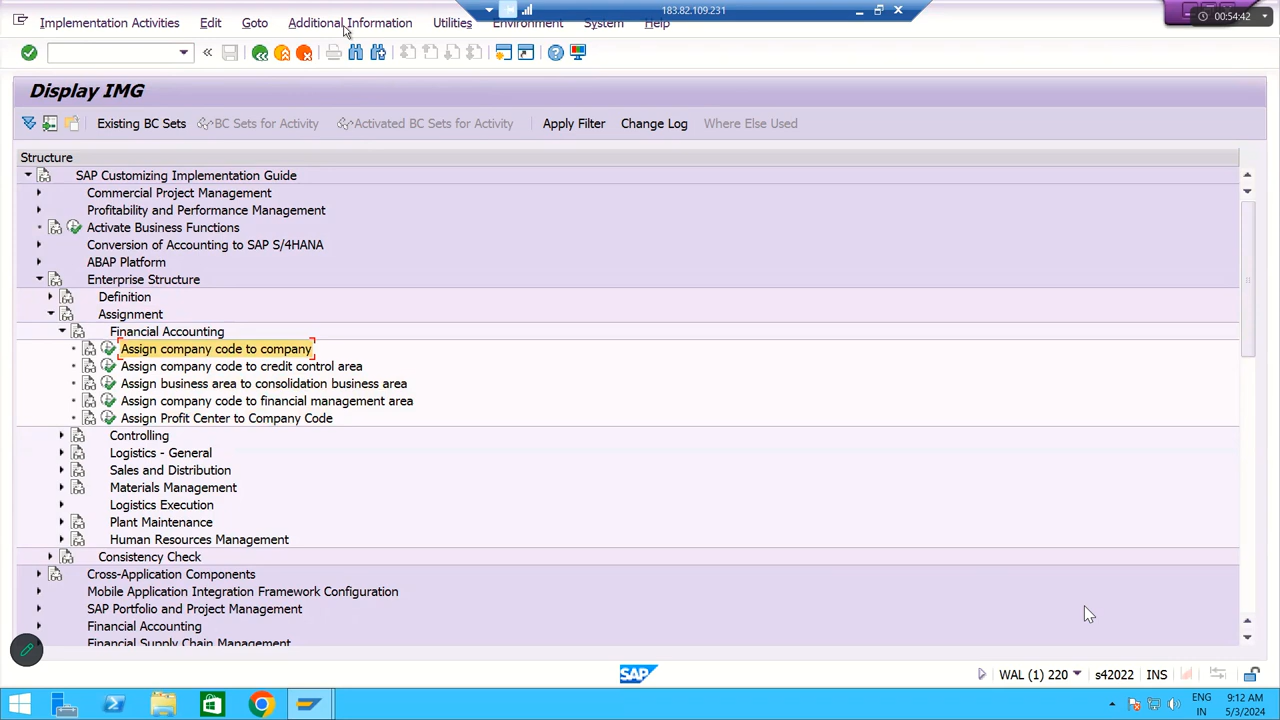 183.82.109.231
00:54:42
Implementation Activities Edit Goto Additional Information Utilities Environment System Help
Display IMG
Existing BC Sets BC Sets for Activity Activated BC Sets for Activity Apply Filter Change Log Where Else Used
Structure
SAP Customizing Implementation Guide
Commercial Project Management
Profitability and Performance Management
Activate Business Functions
Conversion of Accounting to SAP S/4HANA
ABAP Platform
Enterprise Structure
Definition
Assignment
Financial Accounting
Assign company code to company
Assign company code to credit control area
Assign business area to consolidation business area
Assign company code to financial management area
Assign Profit Center to Company Code
Controlling
Logistics - General
Sales and Distribution
Materials Management
Logistics Execution
Plant Maintenance
Human Resources Management
Consistency Check
Cross-Application Components
Mobile Application Integration Framework Configuration
SAP Portfolio and Project Management
Financial Accounting
Financial Supply Chain Management
SAP
WAL (1) 220 s42022 INS
ENG 9:12 AM
IN 5/3/2024